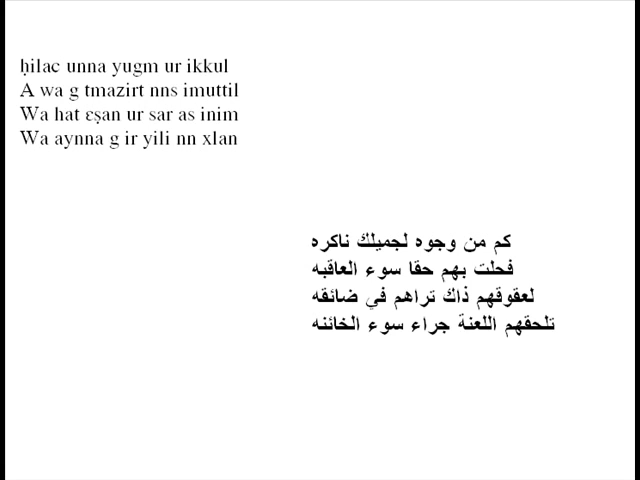 ḥilac unna yugm ur ikkul
A wa g tmazirt nns imuttil
Wa hat ɛṣan ur sar as inim
Wa aynna g ir yili nn xlan
كم من وجوه لجميلك ناكره
فحلت بهم حقا سوء العاقبه
لعقوقهم ذاك تراهم في ضائقه
تلحقهم اللعنة جراء سوء الخائنه